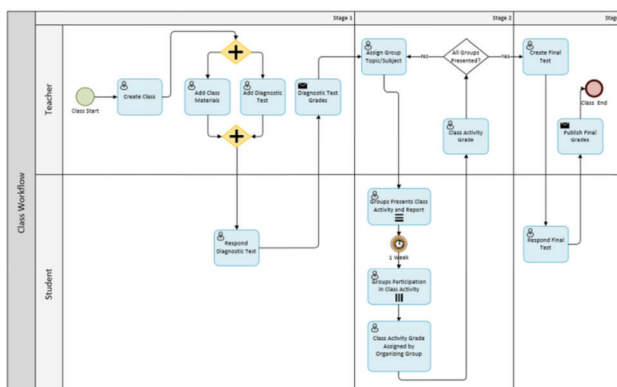 Stage 1
Stage 2
Stag
Class Workflow
Teacher
Student
Class Start
Create Class
Add Class
Materials
Add Diagnostic
Test
Diagnostic Test
Grades
Assign Group
Topic/Subject
No
All Groups
Presented?
Yes
Create Final
Test
Class End
Class Activity
Grade
Publish Final
Grades
Respond
Diagnostic Test
Groups Presents Class
Activity and Report
1 Week
Groups Participation
in Class Activity
Class Activity Grade
Assigned by
Organizing Group
Respond Final
Test